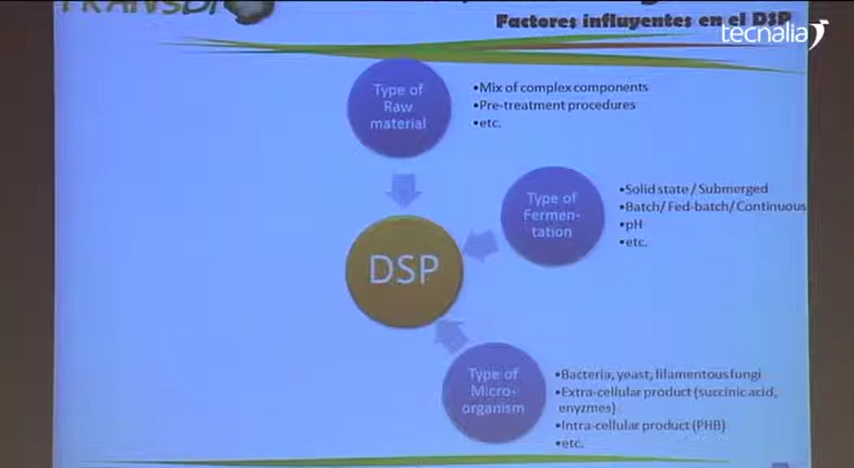 Factores influyentes en el DSP
tecnalia
Type of
Raw
material
•Mix of complex components
•Pre-treatment procedures
•etc.
Type of
Fermen-
tation
•Solid state / Submerged
•Batch/ Fed-batch/ Continuous
•pH
•etc.
DSP
Type of
Micro-
organism
•Bacteria, yeast, filamentous fungi
•Extra-cellular product (succinic acid,
enyzmes)
•Intra-cellular product (PHB)
•etc.